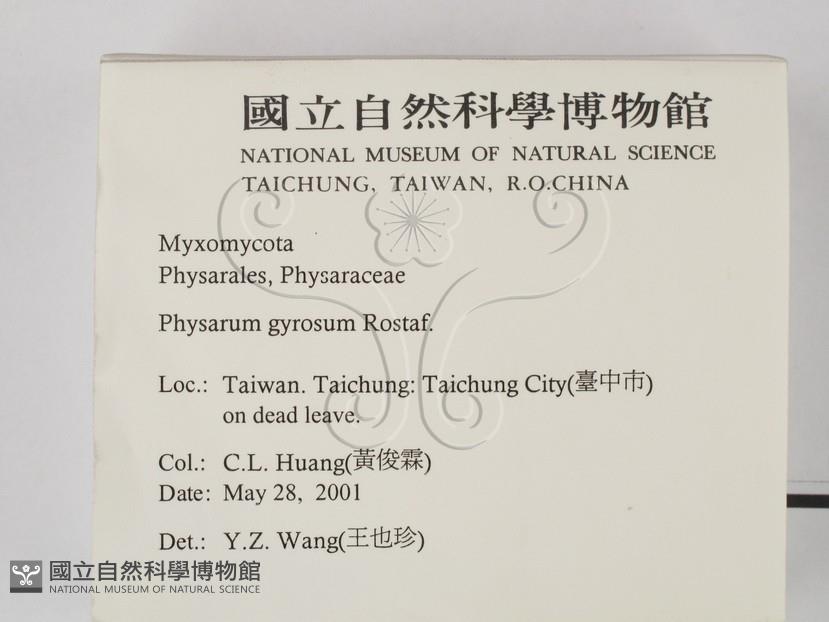 國立自然科學博物館
NATIONAL MUSEUM OF NATURAL SCIENCE
TAICHUNG, TAIWAN, R.O.CHINA
Myxomycota
Physarales, Physaraceae
Physarum gyrosum Rostaf.
Loc.: Taiwan. Taichung: Taichung City(臺中市)
on dead leave.
Col.: C.L. Huang(黃俊霖)
Date: May 28, 2001
Det.: Y.Z. Wang(王也珍)
國立自然科學博物館
NATIONAL MUSEUM OF NATURAL SCIENCE